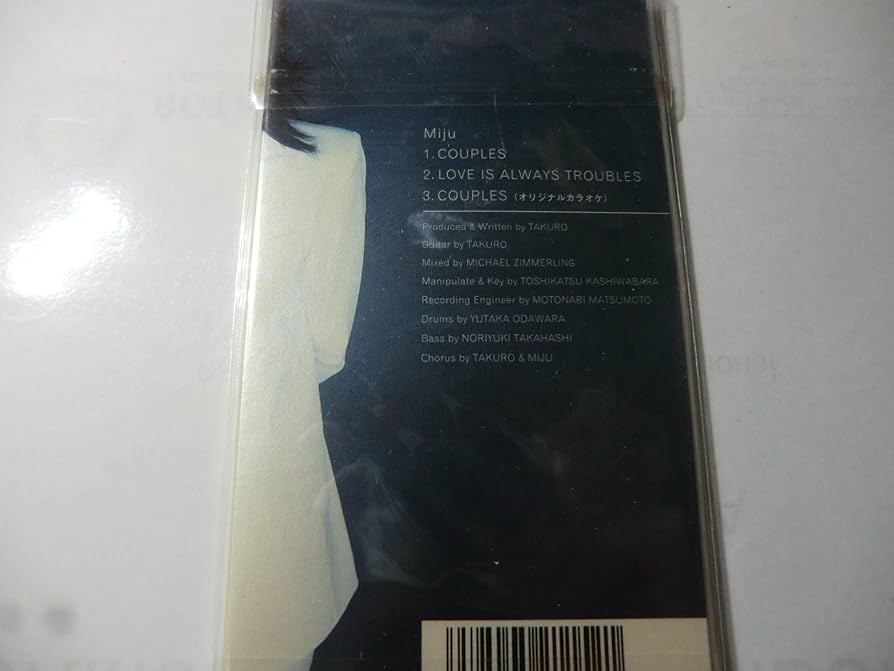 Miju
1. COUPLES
2. LOVE IS ALWAYS TROUBLES
3. COUPLES (オリジナルカラオケ)
Produced & Written by TAKURO
Guitar by TAKURO
Mixed by MICHAEL ZIMMERLING
Manipulate & Key by TOSHIKATSU KASHIWABARA
Recording Engineer by MOTONABI MATSUMOTO
Drums by YUTAKA ODAWARA
Bass by NORIYUKI TAKAHASHI
Chorus by TAKURO & MIJU